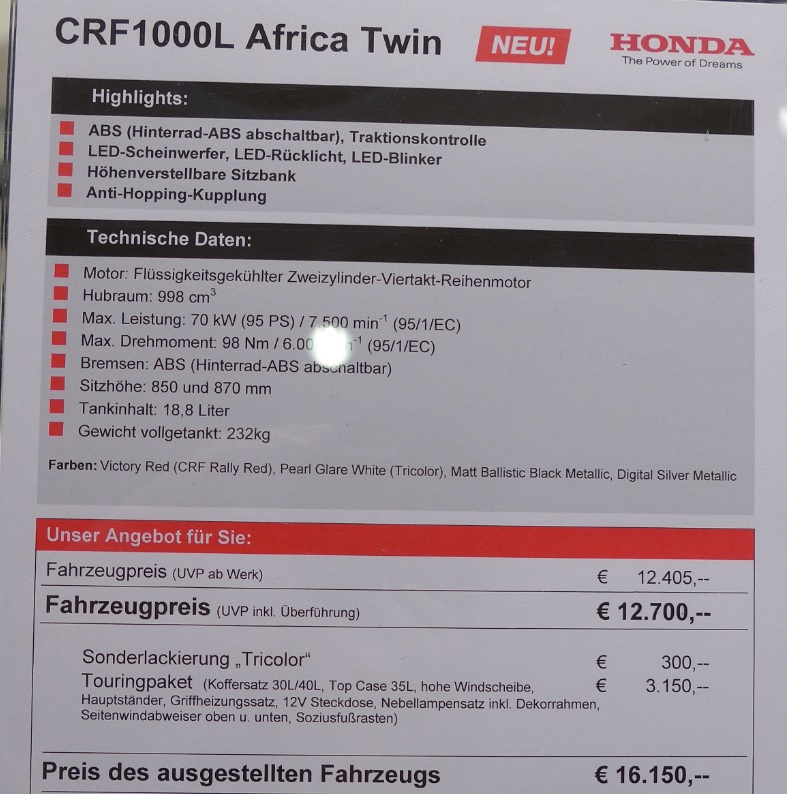 CRF1000L Africa Twin NEU! HONDA
The Power of Dreams
Highlights:
ABS (Hinterrad-ABS abschaltbar), Traktionskontrolle
LED-Scheinwerfer, LED-Rücklicht, LED-Blinker
Höhenverstellbare Sitzbank
Anti-Hopping-Kupplung
Technische Daten:
Motor: Flüssigkeitsgekühlter Zweizylinder-Viertakt-Reihenmotor
Hubraum: 998 cm³
Max. Leistung: 70 kW (95 PS) / 7.500 min⁻¹ (95/1/EC)
Max. Drehmoment: 98 Nm / (95/1/EC)
Bremsen: ABS (Hinterrad-ABS abschaltbar)
Sitzhöhe: 850 und 870 mm
Tankinhalt: 18,8 Liter
Gewicht vollgetankt: 232kg
Farben: Victory Red (CRF Rally Red), Pearl Glare White (Tricolor), Matt Ballistic Black Metallic, Digital Silver Metallic
Unser Angebot für Sie:
Fahrzeugpreis (UVP ab Werk) € 12.405,--
Fahrzeugpreis (UVP inkl. Überführung) € 12.700,--
Sonderlackierung „Tricolor“ € 300,--
Touringpaket (Koffersatz 30L/40L, Top Case 35L, hohe Windscheibe, € 3.150,--
Hauptständer, Griffheizungssatz, 12V Steckdose, Nebellampensatz inkl. Dekorrahmen,
Seitenwindabweiser oben u. unten, Soziusfußrasten)
Preis des ausgestellten Fahrzeugs € 16.150,--